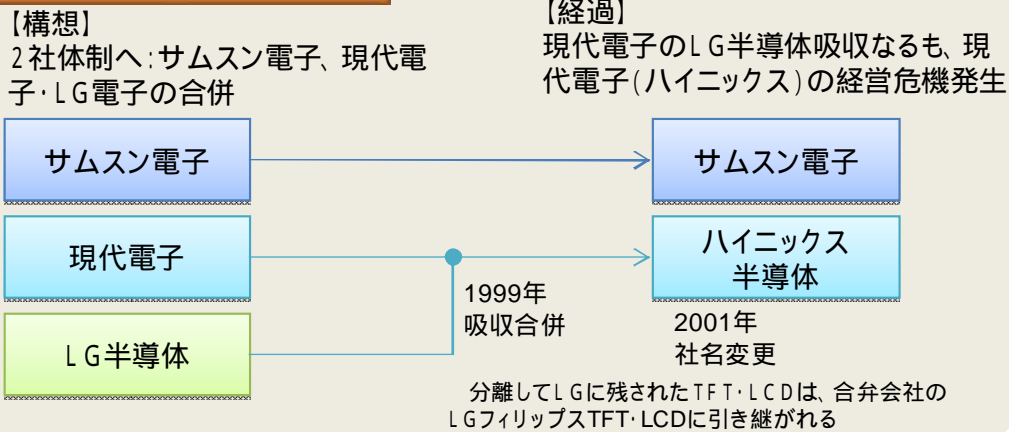 【構想】
２社体制へ:サムスン電子、現代電
子・ＬＧ電子の合併
【経過】
現代電子のＬＧ半導体吸収なるも、現
代電子(ハイニックス)の経営危機発生
サムスン電子
サムスン電子
現代電子
ハイニックス
半導体
1999年
吸収合併
ＬＧ半導体
2001年
社名変更
分離してＬＧに残されたＴＦＴ・ＬＣＤは、合弁会社の
ＬＧフィリップスTFT・LCDに引き継がれる